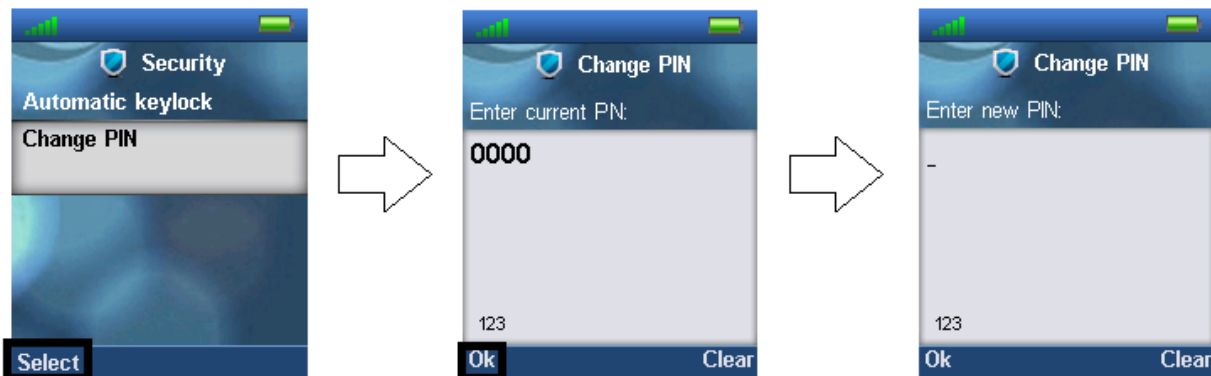 Security
Automatic keylock
Change PIN
Select
Change PIN
Enter current PN:
0000
123
Ok Clear
Change PIN
Enter new PIN:
_
123
Ok Clear